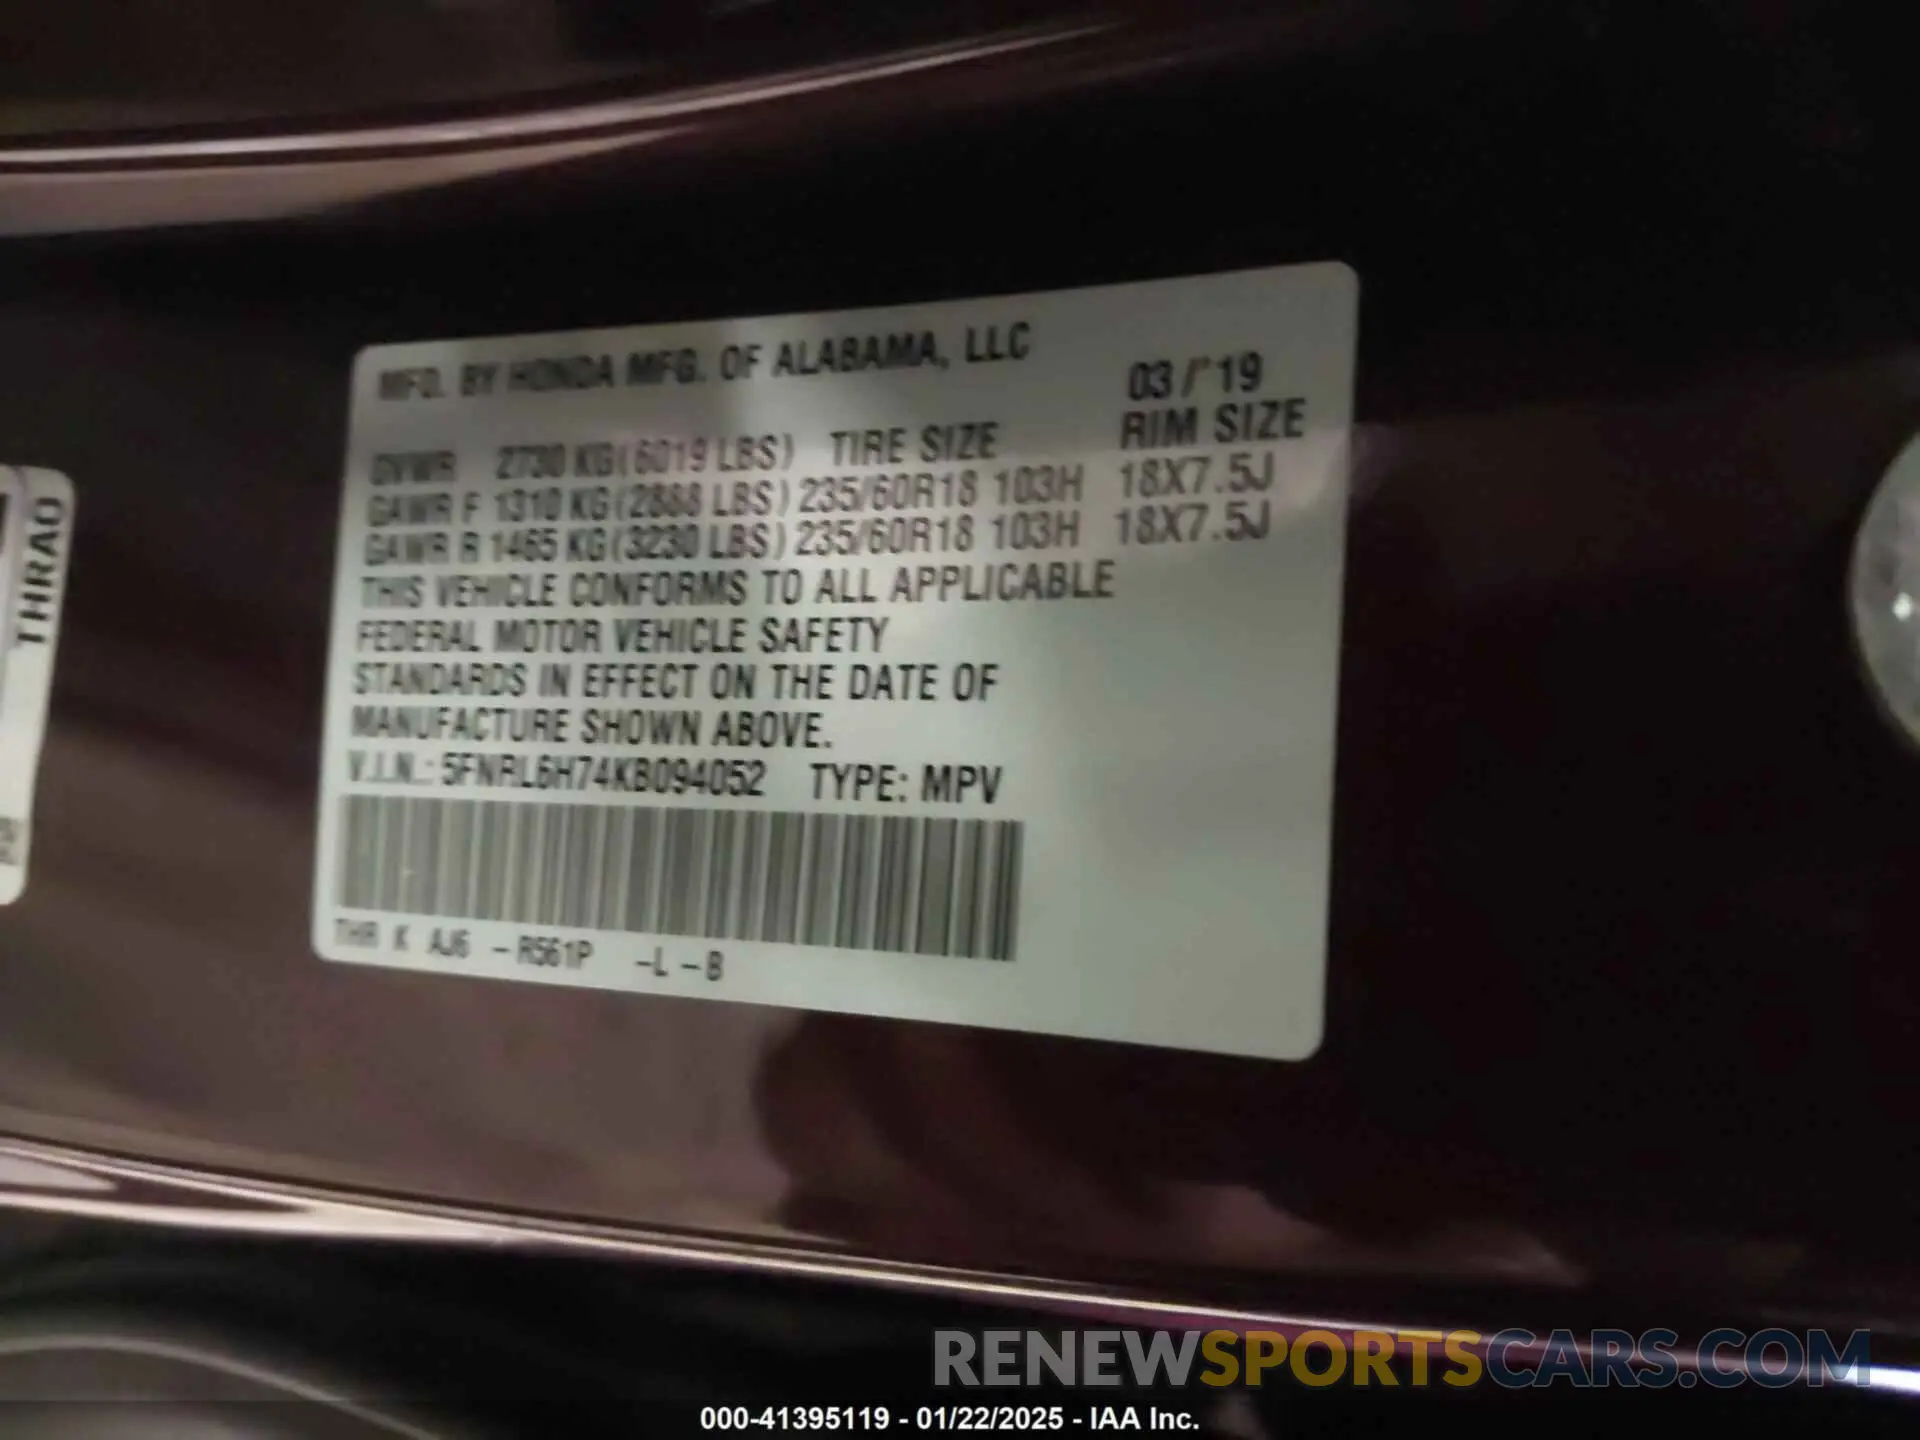 MFD. BY HONDA MFG. OF ALABAMA, LLC
03/'19
GVWR 2730 KG(6019 LBS) TIRE SIZE RIM SIZE
GAWR F 1310 KG(2888 LBS) 235/60R18 103H 18X7.5J
GAWR R 1465 KG(3230 LBS) 235/60R18 103H 18X7.5J
THIS VEHICLE CONFORMS TO ALL APPLICABLE
FEDERAL MOTOR VEHICLE SAFETY
STANDARDS IN EFFECT ON THE DATE OF
MANUFACTURE SHOWN ABOVE.
V.I.N.: 5FNRL6H74KB094052 TYPE: MPV
THR K AJ6 -R561P -L -B
THRAO
RENEWSPORTSCARS.COM
000-41395119 - 01/22/2025 - IAA Inc.